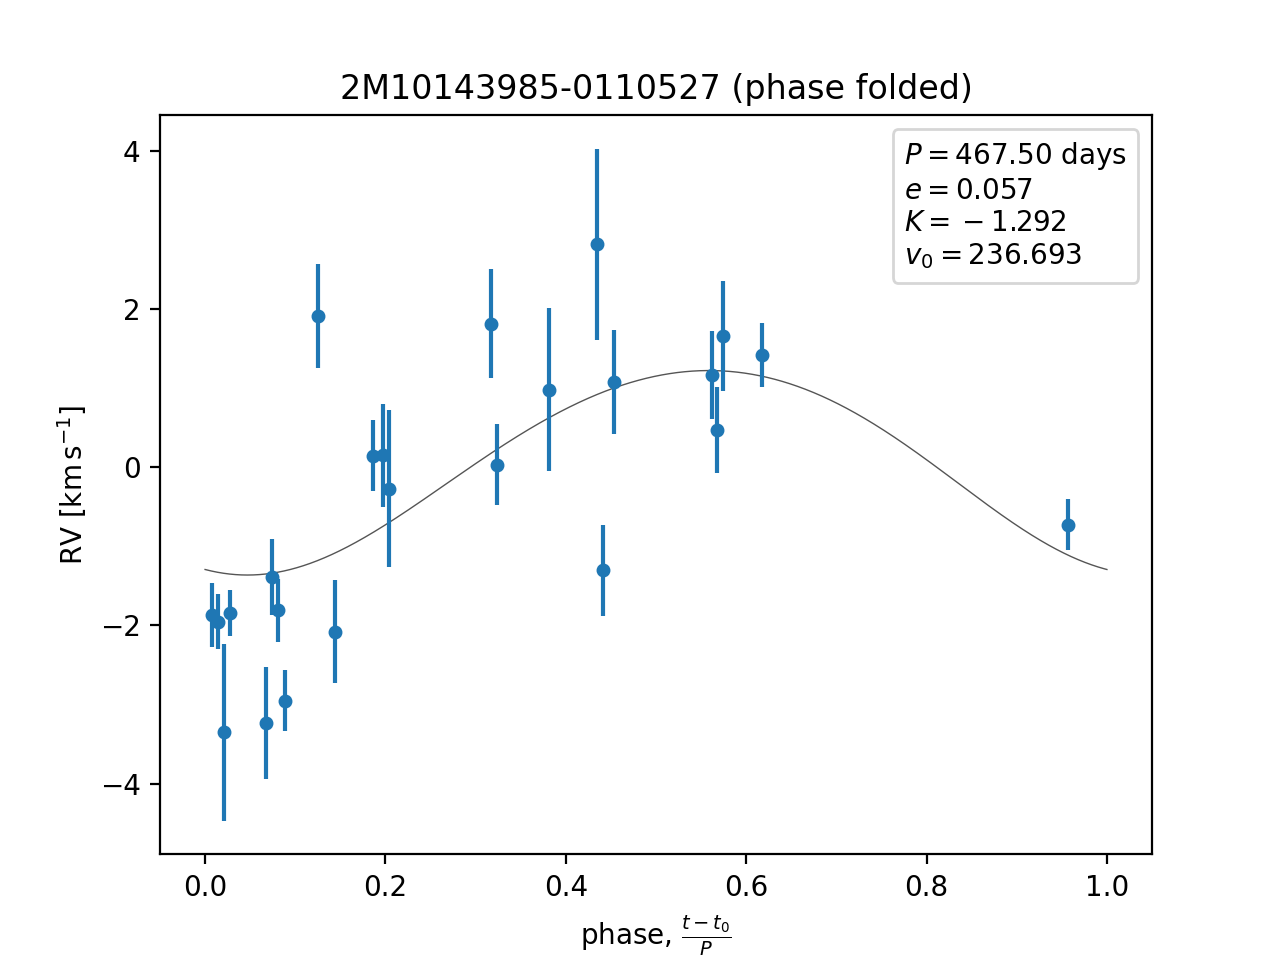 2M10143985-0110527 (phase folded)
P = 467.50 days
e = 0.057
K = −1.292
v₀ = 236.693
RV [km s⁻¹]
4
2
0
−2
−4
0.0 0.2 0.4 0.6 0.8 1.0
phase, (t − t₀)/P